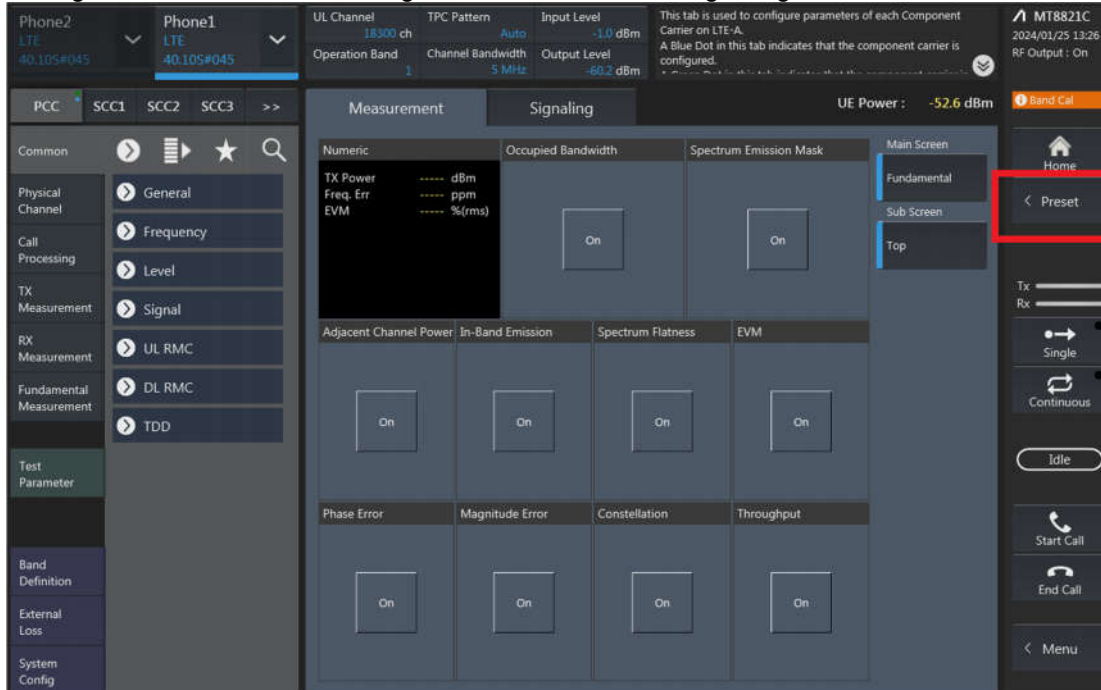 Phone2
LTE
40.10S#045
Phone1
LTE
40.10S#045
UL Channel
18300 ch
TPC Pattern
Auto
Input Level
-1.0 dBm
Operation Band
1
Channel Bandwidth
5 MHz
Output Level
-60.2 dBm
This tab is used to configure parameters of each Component
Carrier on LTE-A.
A Blue Dot in this tab indicates that the component carrier is
configured.
MT8821C
2024/01/25 13:26
RF Output : On
PCC
SCC1
SCC2
SCC3
>>
Measurement
Signaling
UE Power : -52.6 dBm
Band Cal
Common
Physical
Channel
Call
Processing
TX
Measurement
RX
Measurement
Fundamental
Measurement
Test
Parameter
Band
Definition
External
Loss
System
Config
General
Frequency
Level
Signal
UL RMC
DL RMC
TDD
Numeric
TX Power ----- dBm
Freq. Err ----- ppm
EVM ----- %(rms)
Occupied Bandwidth
On
Spectrum Emission Mask
On
Main Screen
Fundamental
Sub Screen
Top
Adjacent Channel Power
On
In-Band Emission
On
Spectrum Flatness
On
EVM
On
Phase Error
On
Magnitude Error
On
Constellation
On
Throughput
On
Home
< Preset
Tx
Rx
Single
Continuous
Idle
Start Call
End Call
< Menu